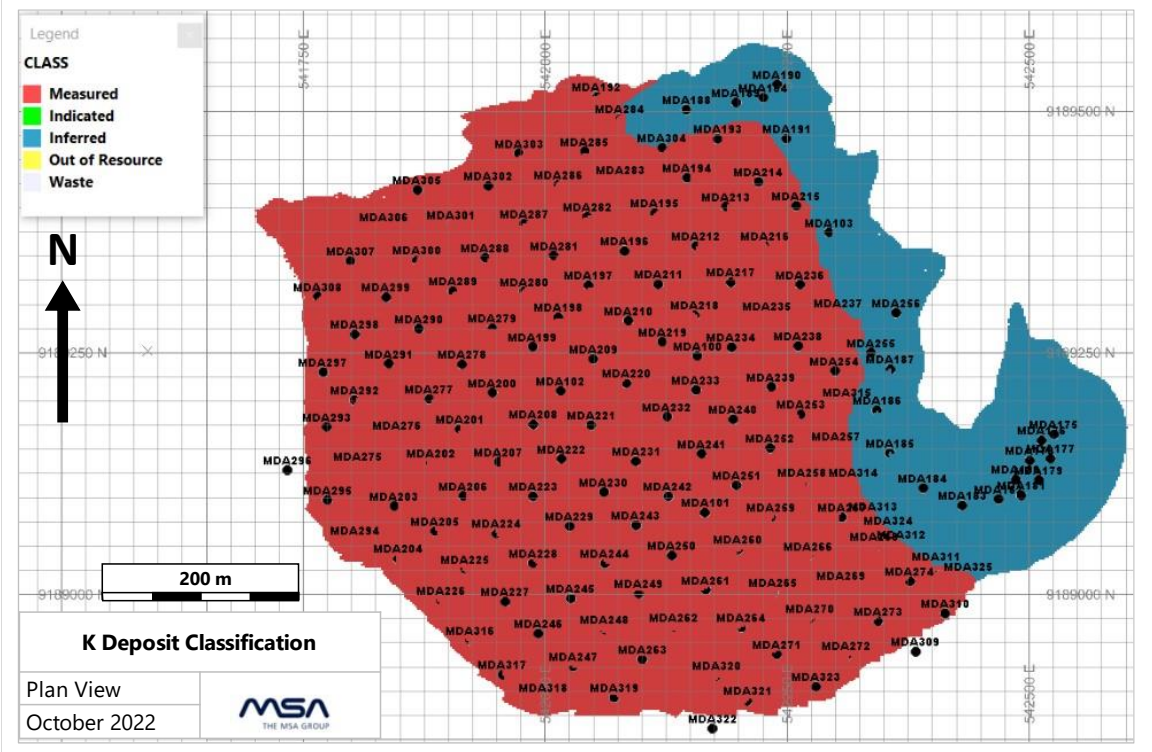 Legend
CLASS
Measured
Indicated
Inferred
Out of Resource
Waste
541750 E
542000 E
542500 E
9189500 N
9189250 N
9189250 N
9189000 N
9189000 N
542500 E
N
MDA190
MDA192
MDA188
MDA284
MDA193
MDA191
MDA303
MDA285
MDA304
MDA302
MDA286
MDA283
MDA194
MDA214
MDA305
MDA306
MDA301
MDA287
MDA282
MDA195
MDA213
MDA215
MDA103
MDA307
MDA300
MDA288
MDA281
MDA196
MDA212
MDA216
MDA308
MDA299
MDA289
MDA280
MDA197
MDA211
MDA217
MDA236
MDA298
MDA290
MDA279
MDA198
MDA210
MDA218
MDA235
MDA237
MDA256
MDA297
MDA291
MDA278
MDA199
MDA209
MDA219
MDA100
MDA234
MDA238
MDA254
MDA255
MDA187
MDA292
MDA277
MDA200
MDA102
MDA220
MDA233
MDA239
MDA315
MDA186
MDA293
MDA276
MDA201
MDA208
MDA221
MDA232
MDA240
MDA253
MDA257
MDA185
MDA175
MDA177
MDA296
MDA275
MDA202
MDA207
MDA222
MDA231
MDA241
MDA252
MDA258
MDA314
MDA184
MDA183
MDA295
MDA203
MDA206
MDA223
MDA230
MDA242
MDA251
MDA101
MDA259
MDA313
MDA324
MDA312
MDA294
MDA205
MDA224
MDA229
MDA243
MDA204
MDA225
MDA228
MDA244
MDA250
MDA260
MDA266
MDA311
MDA325
MDA226
MDA227
MDA245
MDA249
MDA261
MDA265
MDA269
MDA274
MDA310
MDA316
MDA246
MDA248
MDA262
MDA264
MDA270
MDA273
MDA309
MDA317
MDA247
MDA263
MDA271
MDA272
MDA318
MDA319
MDA320
MDA321
MDA323
MDA322
200 m
K Deposit Classification
Plan View
October 2022
MSA
THE MSA GROUP